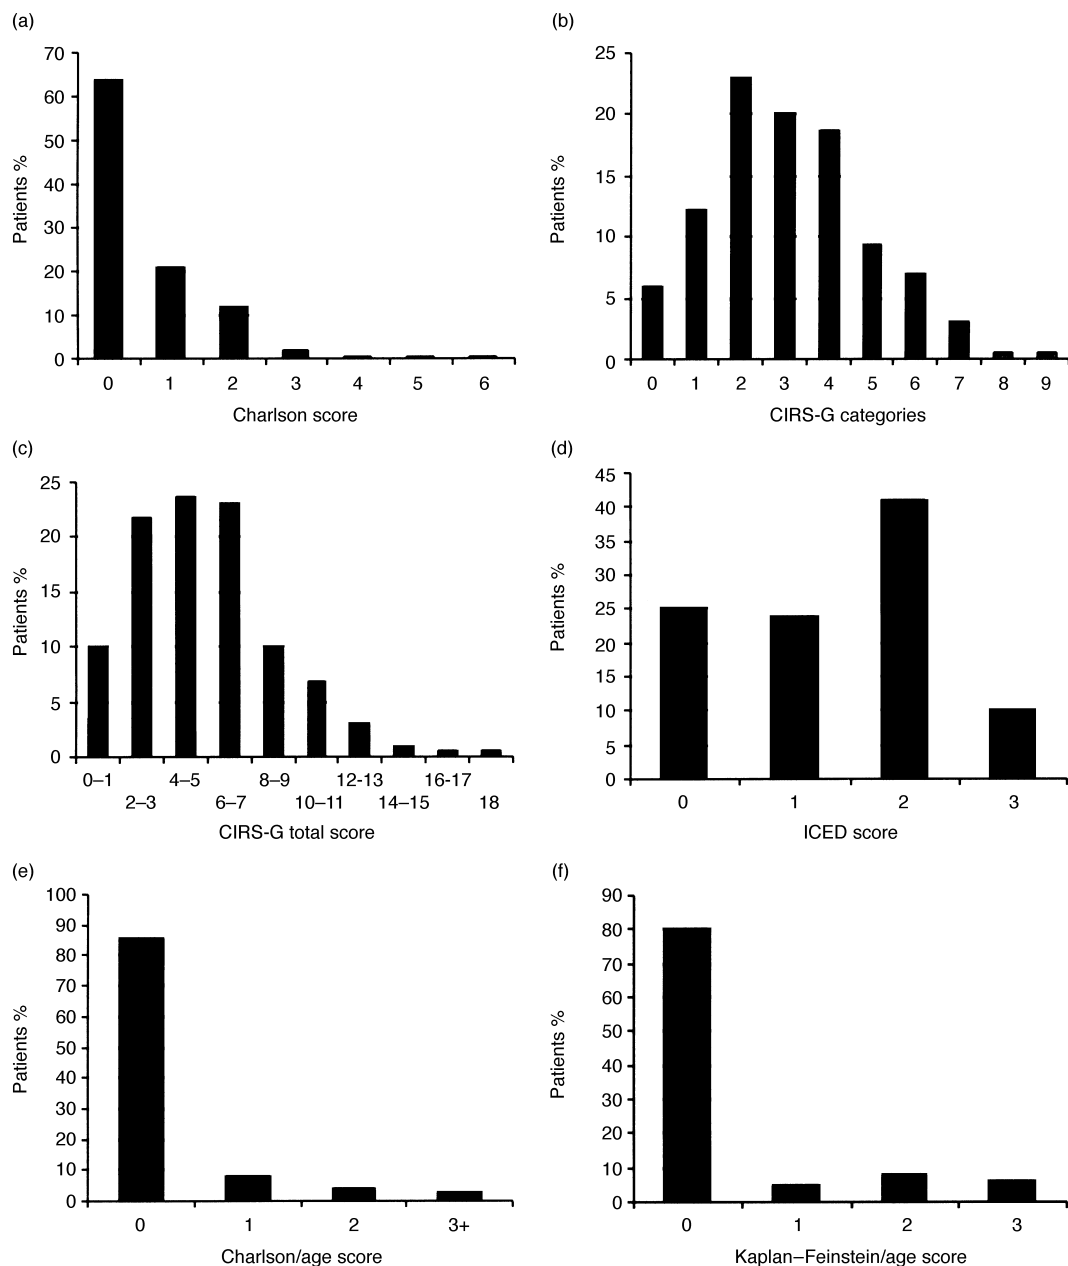 (a)
70
60
50
40
30
20
10
0
Patients %
0 1 2 3 4 5 6
Charlson score
(b)
25
20
15
10
5
0
Patients %
0 1 2 3 4 5 6 7 8 9
CIRS-G categories
(c)
25
20
15
10
5
0
Patients %
0–1 4–5 8–9 12-13 16-17
2–3 6–7 10–11 14–15 18
CIRS-G total score
(d)
45
40
35
30
25
20
15
10
5
0
Patients %
0 1 2 3
ICED score
(e)
100
90
80
70
60
50
40
30
20
10
0
Patients %
0 1 2 3+
Charlson/age score
(f)
90
80
70
60
50
40
30
20
10
0
Patients %
0 1 2 3
Kaplan–Feinstein/age score